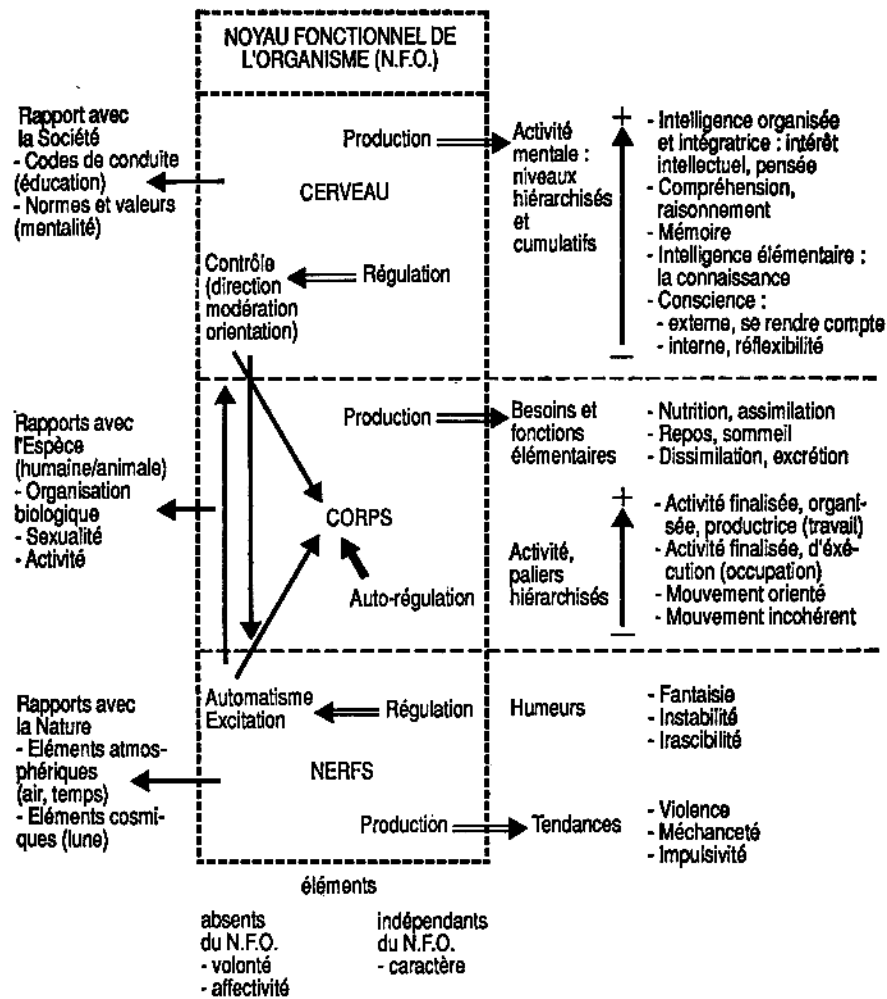 NOYAU FONCTIONNEL DE
L'ORGANISME (N.F.O.)
Rapport avec
la Société
- Codes de conduite
(éducation)
- Normes et valeurs
(mentalité)
Production
CERVEAU
Contrôle
(direction
modération
orientation)
Régulation
Activité
mentale :
niveaux
hiérarchisés
et
cumulatifs
+
–
- Intelligence organisée
et intégratrice : intérêt
intellectuel, pensée
- Compréhension,
raisonnement
- Mémoire
- Intelligence élémentaire :
la connaissance
- Conscience :
- externe, se rendre compte
- interne, réflexibilité
Rapports avec
l'Espèce
(humaine/animale)
- Organisation
biologique
- Sexualité
- Activité
Production
CORPS
Auto-régulation
Besoins et
fonctions
élémentaires
- Nutrition, assimilation
- Repos, sommeil
- Dissimilation, excrétion
Activité,
paliers
hiérarchisés
+
–
- Activité finalisée, organi-
sée, productrice (travail)
- Activité finalisée, d'éxé-
cution (occupation)
- Mouvement orienté
- Mouvement incohérent
Rapports avec
la Nature
- Eléments atmos-
phériques
(air, temps)
- Eléments cosmi-
ques (lune)
Automatisme
Excitation
Régulation
NERFS
Production
Humeurs
- Fantaisie
- Instabilité
- Irascibilité
Tendances
- Violence
- Méchanceté
- Impulsivité
éléments
absents
du N.F.O.
- volonté
- affectivité
indépendants
du N.F.O.
- caractère